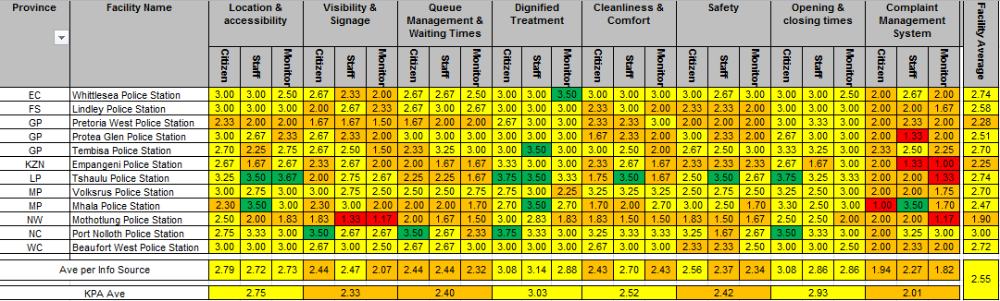 Province Facility Name Location & accessibility Visibility & Signage Queue Management & Waiting Times Dignified Treatment Cleanliness & Comfort Safety Opening & closing times Complaint Management System Facility Average
Citizen Staff Monitor Citizen Staff Monitor Citizen Staff Monitor Citizen Staff Monitor Citizen Staff Monitor Citizen Staff Monitor Citizen Staff Monitor Citizen Staff Monitor
EC Whittlesea Police Station 3.00 3.00 2.50 2.67 2.33 2.00 2.67 2.67 2.50 3.00 3.00 3.50 3.00 3.00 3.00 3.00 2.67 3.00 3.00 3.00 3.00 2.00 2.67 2.00 2.74
FS Lindley Police Station 3.00 3.00 3.00 2.00 2.67 2.33 2.67 3.00 2.67 3.00 3.00 3.00 2.33 3.00 2.00 2.33 2.00 2.00 3.00 3.00 3.00 2.00 2.00 1.67 2.58
GP Pretoria West Police Station 2.33 2.00 2.00 1.67 1.67 1.50 1.67 2.00 2.00 2.67 3.00 3.00 2.33 2.33 3.00 2.00 2.00 2.00 3.00 3.33 3.00 2.00 2.00 2.00 2.28
GP Protea Glen Police Station 3.00 2.67 2.33 2.33 2.33 2.00 3.00 3.00 3.00 3.00 3.00 3.00 1.67 2.33 2.00 3.00 2.67 2.00 3.00 3.00 3.00 2.33 1.33 2.00 2.51
GP Tembisa Police Station 2.70 2.25 2.75 2.67 2.50 1.50 2.33 3.25 3.00 3.00 3.50 3.00 3.33 2.50 2.00 2.67 2.50 3.00 3.33 3.25 3.00 2.33 2.50 2.25 2.70
KZN Empangeni Police Station 2.67 1.67 2.67 2.33 2.67 2.00 2.67 2.33 1.67 3.00 3.00 3.00 2.33 2.67 1.67 2.33 2.33 2.33 2.67 1.67 3.00 2.33 1.33 1.00 2.25
LP Tshaulu Police Station 3.25 3.50 3.67 2.00 2.75 2.67 2.25 2.25 1.67 3.75 3.50 3.33 1.75 3.50 1.67 2.50 3.50 2.67 3.75 3.25 3.33 2.00 2.00 1.33 2.74
MP Volksrus Police Station 3.00 2.75 3.00 3.00 2.75 2.50 2.50 2.50 2.75 2.75 3.00 2.25 3.25 3.25 3.25 2.50 2.75 2.50 2.75 3.00 3.00 2.00 2.00 1.75 2.70
MP Mhala Police Station 2.30 3.50 3.00 2.30 3.00 2.00 2.00 2.00 1.70 2.70 3.50 2.70 1.70 2.00 2.70 3.00 2.50 1.70 3.30 2.50 3.00 1.00 3.50 1.70 2.47
NW Mothotlung Police Station 2.50 2.00 1.83 1.83 1.33 1.17 2.00 1.67 1.50 3.00 2.83 1.83 1.83 1.50 1.50 1.83 1.50 1.67 2.50 2.50 2.00 2.00 2.00 1.17 1.90
NC Port Nolloth Police Station 2.75 3.33 3.00 3.50 2.67 2.67 3.50 2.67 2.33 3.75 3.33 3.00 3.25 3.33 3.33 3.25 1.67 2.67 3.50 3.33 3.00 2.00 3.25 3.00 3.00
WC Beaufort West Police Station 3.00 3.00 3.00 2.67 3.00 2.50 3.00 2.67 3.00 3.00 3.00 3.00 2.67 3.00 3.00 2.33 2.33 2.50 3.00 3.00 2.50 2.00 2.33 2.00 2.72
Ave per Info Source 2.79 2.72 2.73 2.44 2.47 2.07 2.44 2.44 2.32 3.08 3.14 2.88 2.43 2.70 2.43 2.56 2.37 2.34 3.08 2.86 2.86 1.94 2.27 1.82 2.55
KPA Ave 2.75 2.33 2.40 3.03 2.52 2.42 2.93 2.01